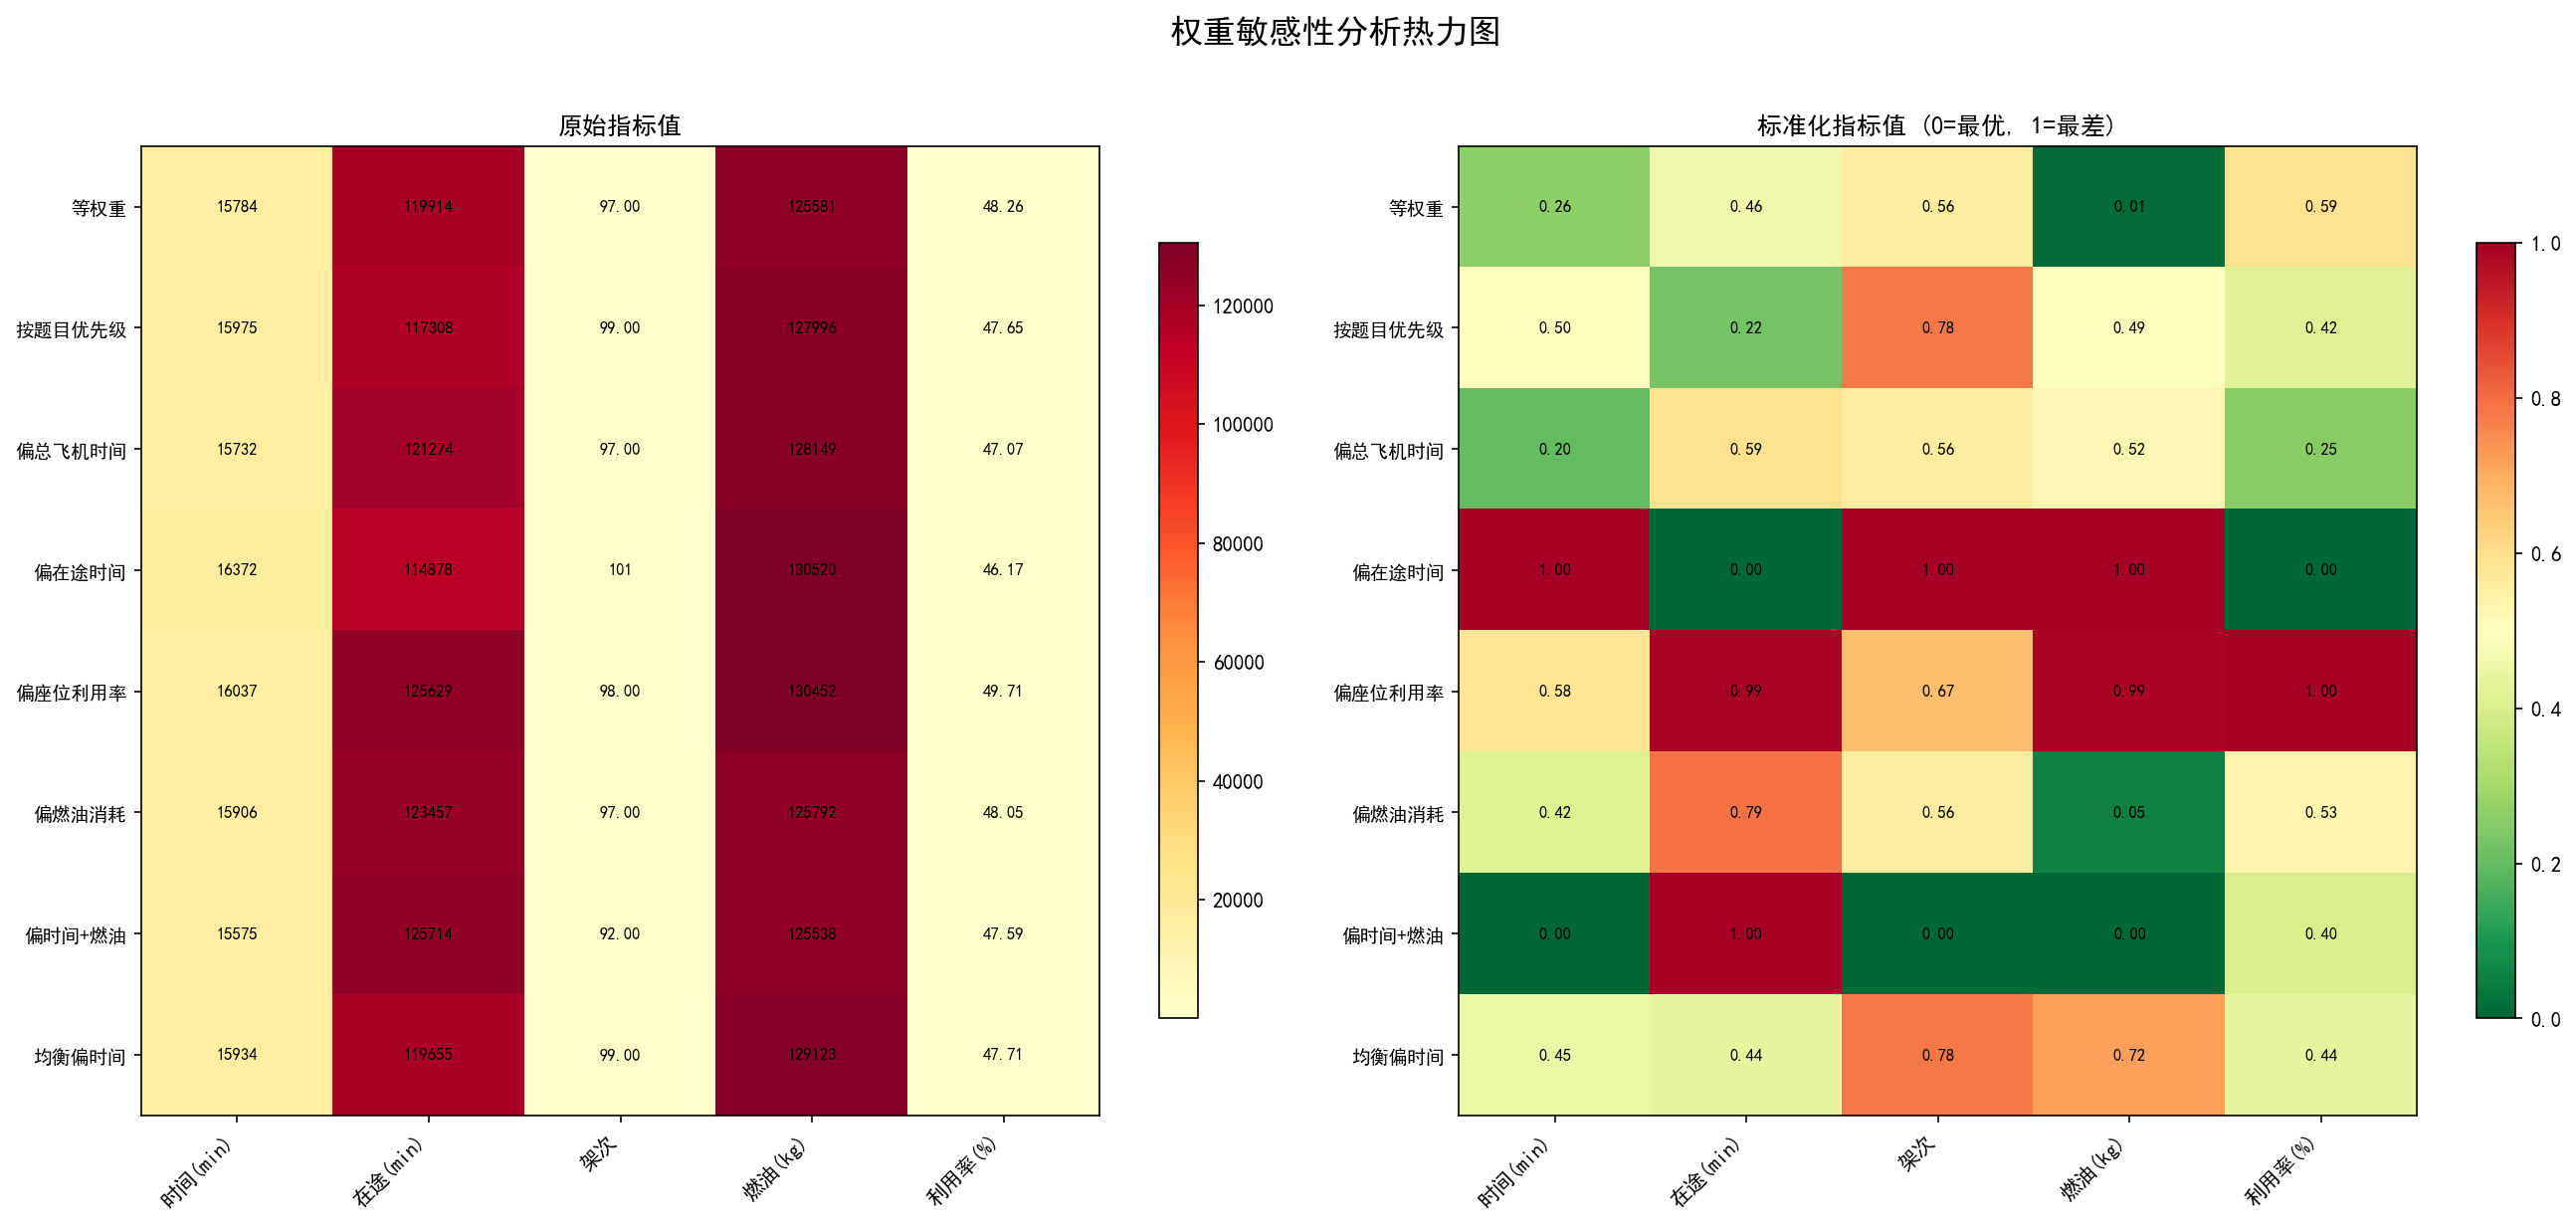 权重敏感性分析热力图
原始指标值
等权重 15784 119914 97.00 125581 48.26
按题目优先级 15975 117308 99.00 127996 47.65
偏总飞机时间 15732 121274 97.00 128149 47.07
偏在途时间 16372 114878 101 130520 46.17
偏座位利用率 16037 125629 98.00 130452 49.71
偏燃油消耗 15906 123457 97.00 125792 48.05
偏时间+燃油 15575 125714 92.00 125538 47.59
均衡偏时间 15934 119655 99.00 129123 47.71
时间(min) 在途(min) 架次 燃油(kg) 利用率(%)
120000
100000
80000
60000
40000
20000
标准化指标值 (0=最优, 1=最差)
等权重 0.26 0.46 0.56 0.01 0.59
按题目优先级 0.50 0.22 0.78 0.49 0.42
偏总飞机时间 0.20 0.59 0.56 0.52 0.25
偏在途时间 1.00 0.00 1.00 1.00 0.00
偏座位利用率 0.58 0.99 0.67 0.99 1.00
偏燃油消耗 0.42 0.79 0.56 0.05 0.53
偏时间+燃油 0.00 1.00 0.00 0.00 0.40
均衡偏时间 0.45 0.44 0.78 0.72 0.44
时间(min) 在途(min) 架次 燃油(kg) 利用率(%)
1.0
0.8
0.6
0.4
0.2
0.0